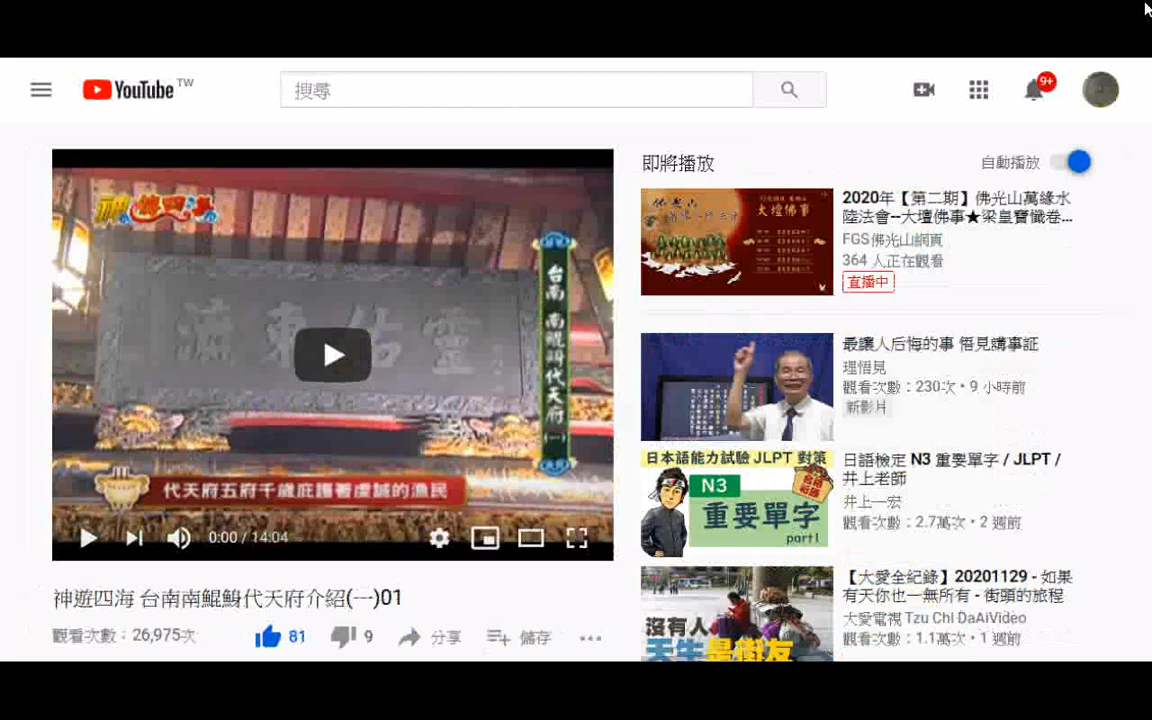 YouTube TW
搜尋
9+
神遊四海
靈佑東瀛
台南 南鯤鯓代天府(一)
代天府五府千歲庇護著虔誠的漁民
0:00 / 14:04
神遊四海 台南南鯤鯓代天府介紹(一)01
觀看次數：26,975次
81
9
分享
儲存
即將播放
自動播放
佛光山
大壇佛事
2020年【第二期】佛光山萬緣水
陸法會--大壇佛事★梁皇寶懺卷...
FGS佛光山網頁
364 人正在觀看
直播中
最讓人后悔的事 悟見講事証
理悟見
觀看次數：230次・9 小時前
新影片
日本語能力試験 JLPT 對策
N3
重要單字
part1
日語檢定 N3 重要單字 / JLPT /
井上老師
井上一宏
觀看次數：2.7萬次・2 週前
沒有人
天生是街友
【大愛全紀錄】20201129 - 如果
有天你也一無所有 - 街頭的旅程
大愛電視 Tzu Chi DaAiVideo
觀看次數：1.1萬次・1 週前